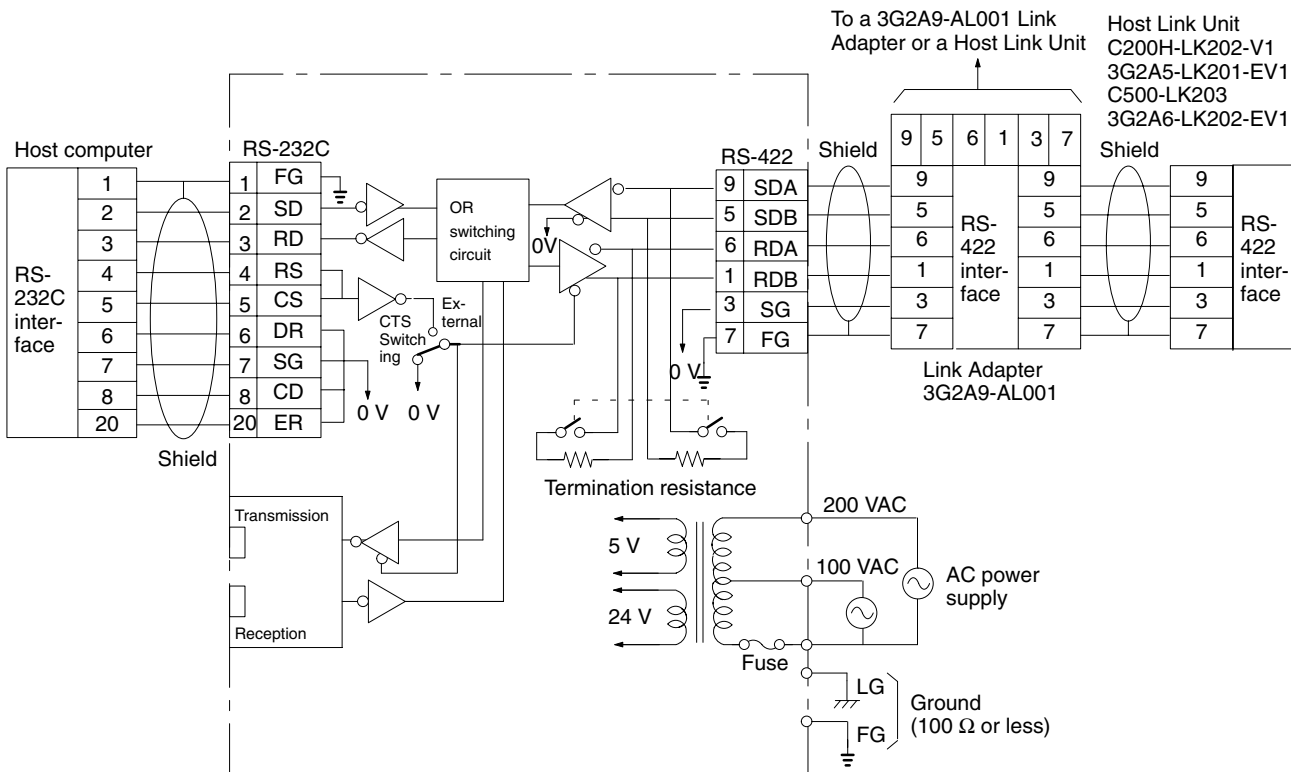 To a 3G2A9-AL001 Link
Adapter or a Host Link Unit
Host Link Unit
C200H-LK202-V1
3G2A5-LK201-EV1
C500-LK203
3G2A6-LK202-EV1
Host computer
RS-232C
RS-422
Shield
9 5 6 1 3 7
Shield
RS-
232C
inter-
face
1
2
3
4
5
6
7
8
20
Shield
1 FG
2 SD
3 RD
4 RS
5 CS
6 DR
7 SG
8 CD
20 ER
0 V
OR
switching
circuit
CTS
Switch
ing
Ex-
ternal
0 V
0V
9 SDA
5 SDB
6 RDA
1 RDB
3 SG
7 FG
0 V
9
5
6
1
3
7
RS-
422
inter-
face
9
5
6
1
3
7
Link Adapter
3G2A9-AL001
9
5
6
1
3
7
RS-
422
inter-
face
Termination resistance
Transmission
Reception
5 V
24 V
200 VAC
100 VAC
AC power
supply
Fuse
LG
FG
Ground
(100 Ω or less)